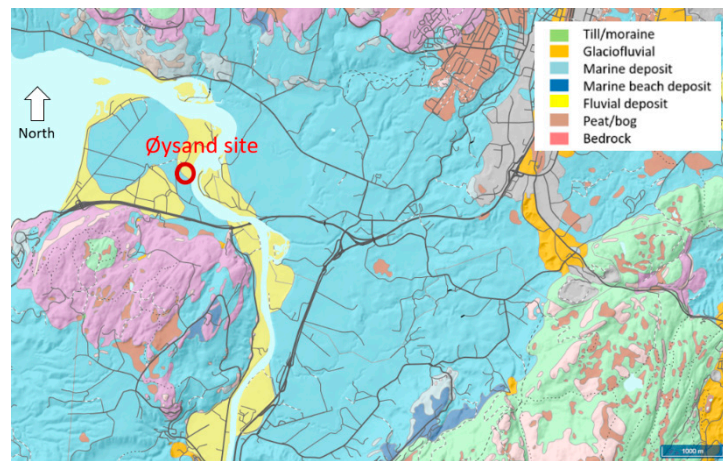 Till/moraine
Glaciofluvial
Marine deposit
Marine beach deposit
Fluvial deposit
Peat/bog
Bedrock
North
Øysand site
1000 m